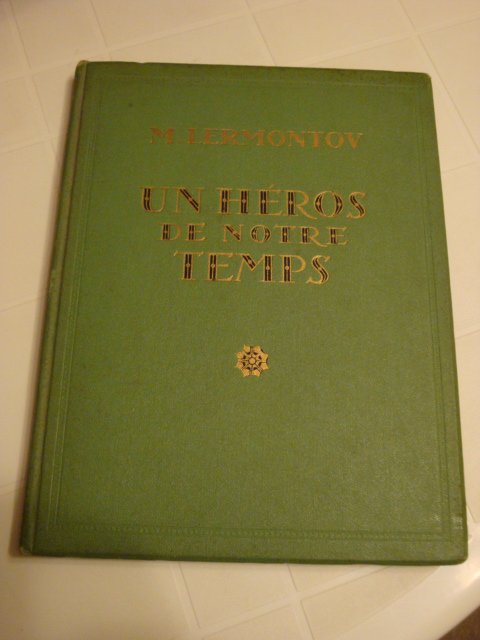 M. LERMONTOV
UN HÉROS
DE NOTRE
TEMPS